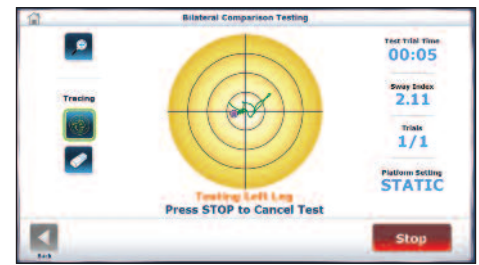 Bilateral Comparison Testing
Test Trial Time
00:05
Sway Index
2.11
Tracing
Trials
1/1
Platform Setting
STATIC
Testing Left Leg
Press STOP to Cancel Test
Stop
Back